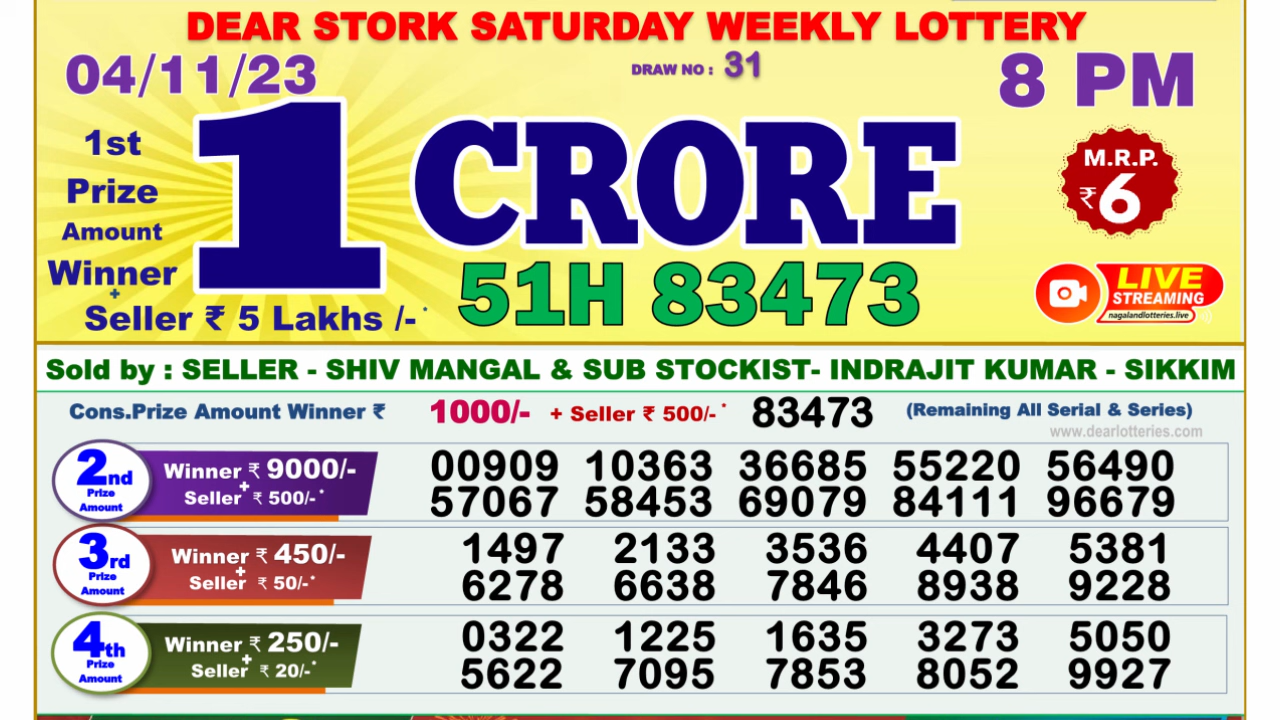 DEAR STORK SATURDAY WEEKLY LOTTERY
04/11/23
DRAW NO : 31
8 PM
1st
Prize
Amount
Winner
+
Seller ₹ 5 Lakhs /-*
1 CRORE
51H 83473
M.R.P.
₹6
LIVE
STREAMING
nagalandlotteries.live
Sold by : SELLER - SHIV MANGAL & SUB STOCKIST- INDRAJIT KUMAR - SIKKIM
Cons.Prize Amount Winner ₹ 1000/- + Seller ₹ 500/-* 83473 (Remaining All Serial & Series)
www.dearlotteries.com
2nd
Prize
Amount
Winner ₹ 9000/-
+
Seller ₹ 500/-*
00909 10363 36685 55220 56490
57067 58453 69079 84111 96679
3rd
Prize
Amount
Winner ₹ 450/-
+
Seller ₹ 50/-*
1497 2133 3536 4407 5381
6278 6638 7846 8938 9228
4th
Prize
Amount
Winner ₹ 250/-
+
Seller ₹ 20/-*
0322 1225 1635 3273 5050
5622 7095 7853 8052 9927